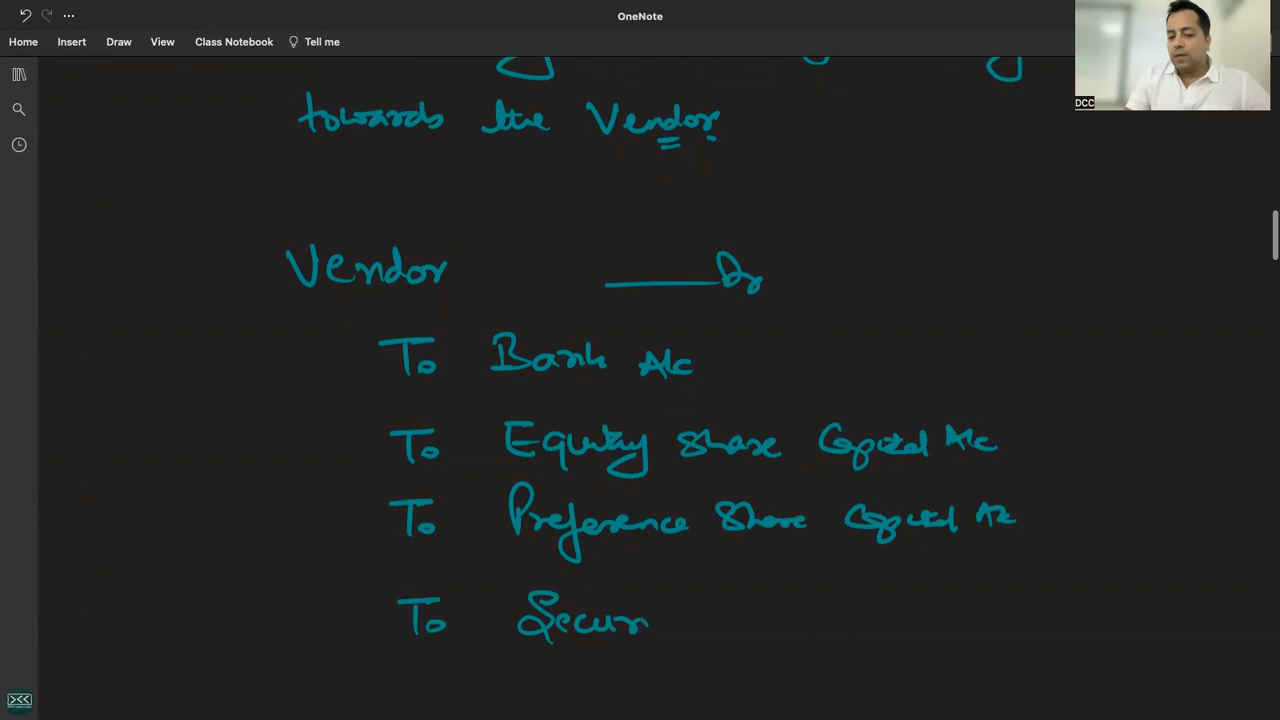 OneNote
Home Insert Draw View Class Notebook Tell me
DCC
towards the Vendor
Vendor Dr
To Bank A/c
To Equity Share Capital A/c
To Preference Share Capital A/c
To Secur